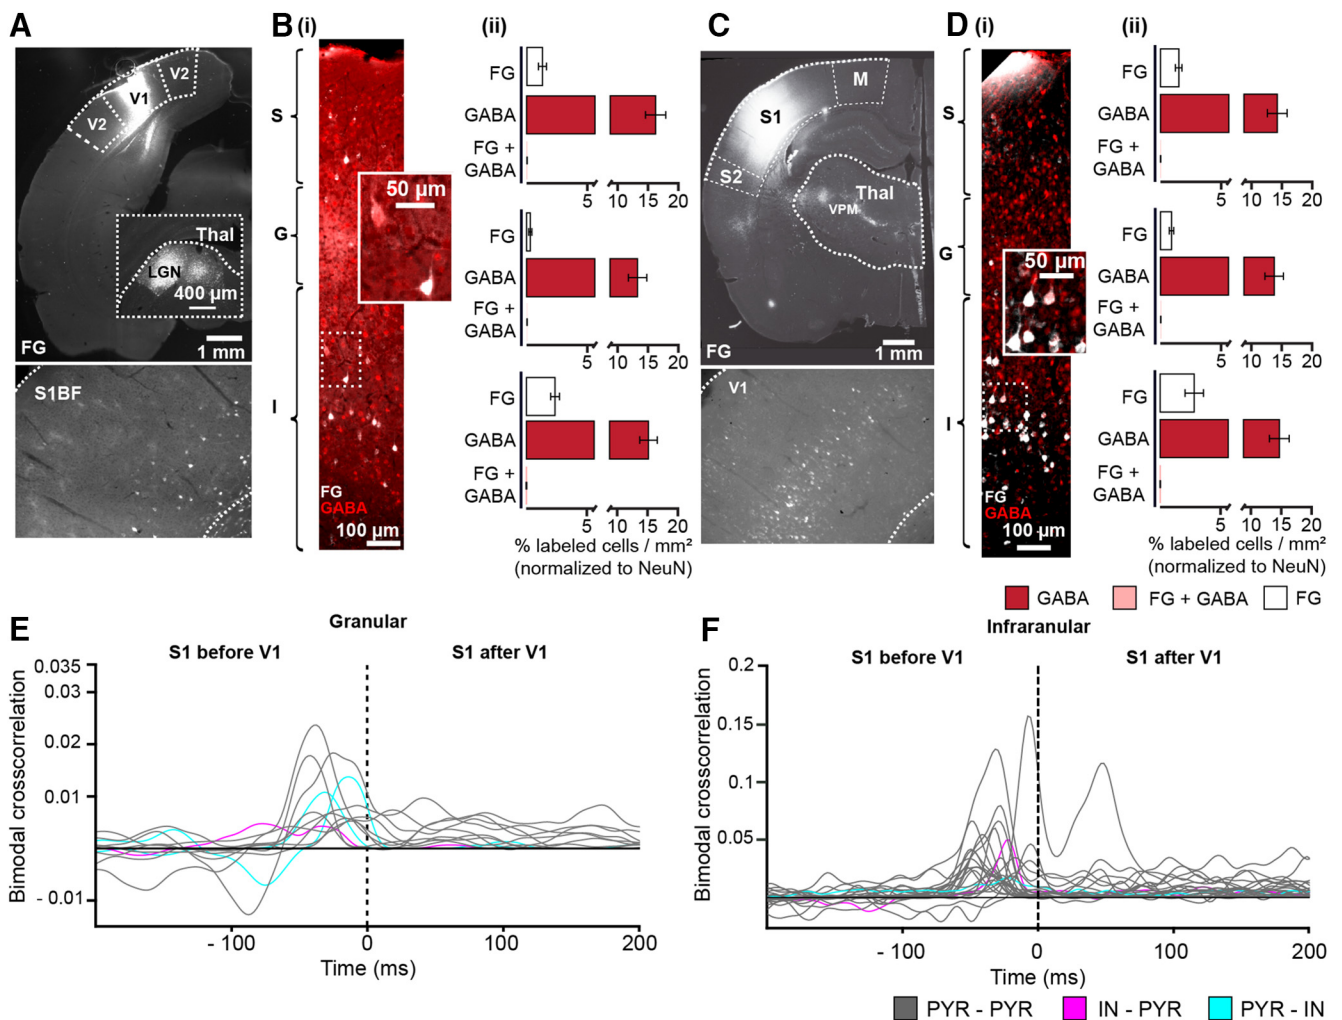 A
V2
V1
V2
Thal
LGN
400 µm
FG
1 mm
S1BF
B (i)
S
G
I
50 µm
FG
GABA
100 µm
(ii)
FG
GABA
FG +
GABA
5 10 15 20
FG
GABA
FG +
GABA
5 10 15 20
FG
GABA
FG +
GABA
5 10 15 20
% labeled cells / mm²
(normalized to NeuN)
C
M
S1
S2
Thal
VPM
FG
1 mm
V1
D (i)
S
G
I
50 µm
FG
GABA
100 µm
(ii)
FG
GABA
FG +
GABA
5 10 15 20
FG
GABA
FG +
GABA
5 10 15 20
FG
GABA
FG +
GABA
5 10 15 20
% labeled cells / mm²
(normalized to NeuN)
GABA FG + GABA FG
E
Granular
S1 before V1 S1 after V1
Bimodal crosscorrelation
0.035
0.03
0.02
0.01
- 0.01
- 100 0 100 200
Time (ms)
F
Infraranular
S1 before V1 S1 after V1
Bimodal crosscorrelation
0.2
0.15
0.1
0.05
0
- 100 0 100 200
Time (ms)
PYR - PYR IN - PYR PYR - IN